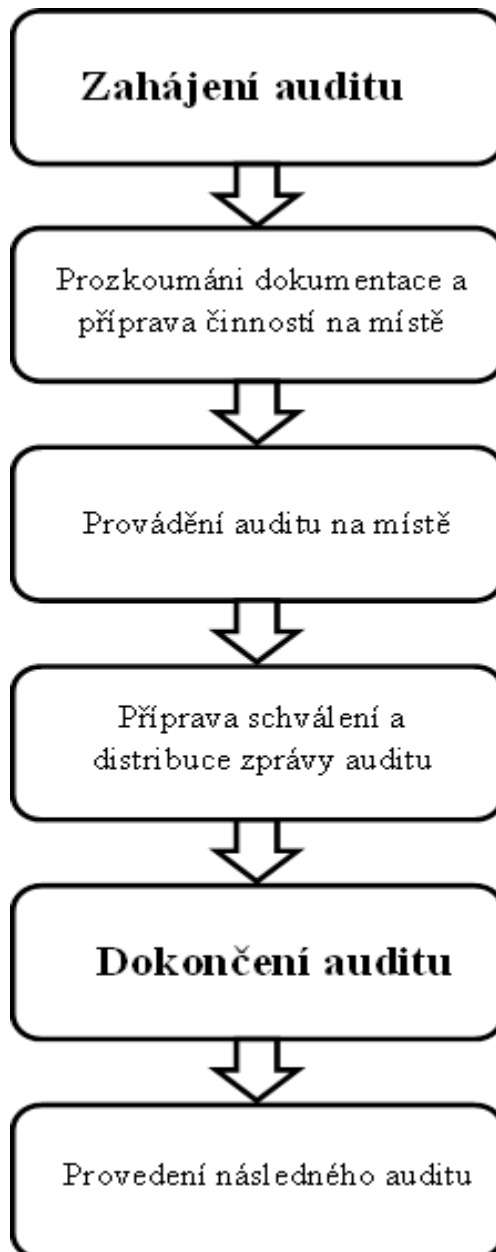 Zahájení auditu
Prozkoumáni dokumentace a
příprava činností na místě
Provádění auditu na místě
Příprava schválení a
distribuce zprávy auditu
Dokončení auditu
Provedení následného auditu